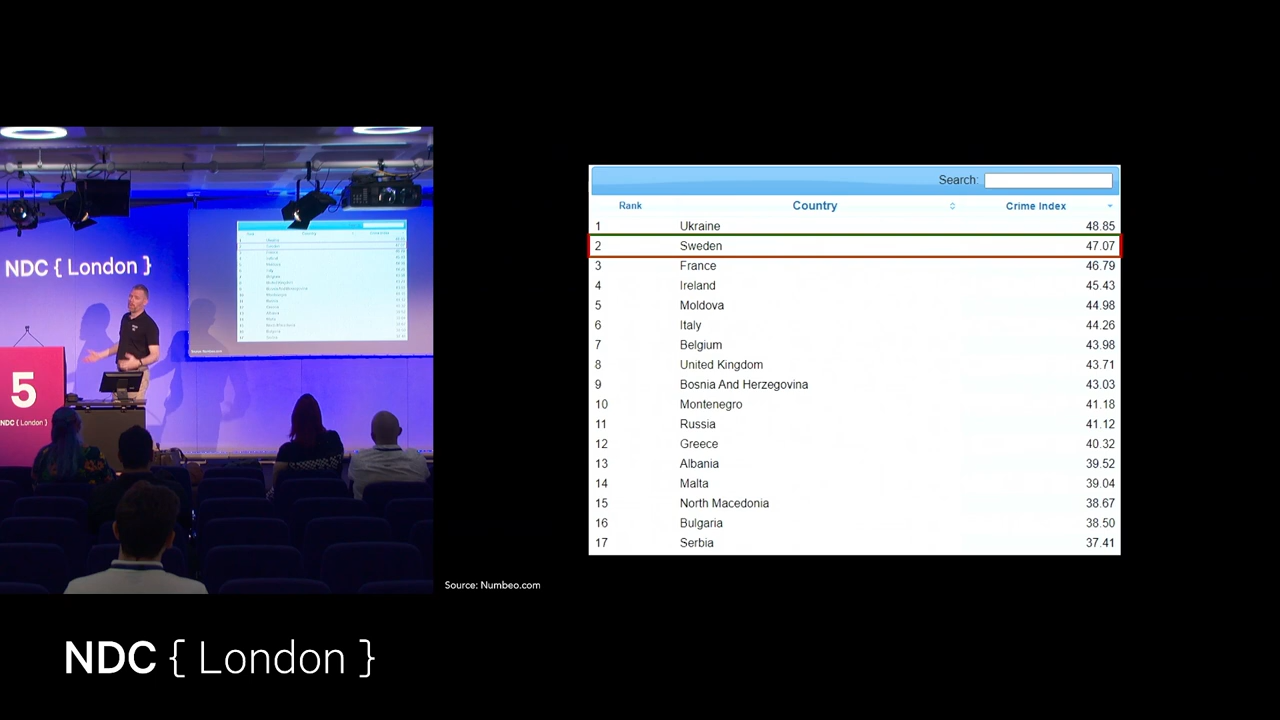 NDC { London }
5
NDC { London }
Source: Numbeo.com
Search:
Rank Country Crime Index
1 Ukraine 48.85
2 Sweden 47.07
3 France 46.79
4 Ireland 45.43
5 Moldova 44.98
6 Italy 44.26
7 Belgium 43.98
8 United Kingdom 43.71
9 Bosnia And Herzegovina 43.03
10 Montenegro 41.18
11 Russia 41.12
12 Greece 40.32
13 Albania 39.52
14 Malta 39.04
15 North Macedonia 38.67
16 Bulgaria 38.50
17 Serbia 37.41
NDC { London }